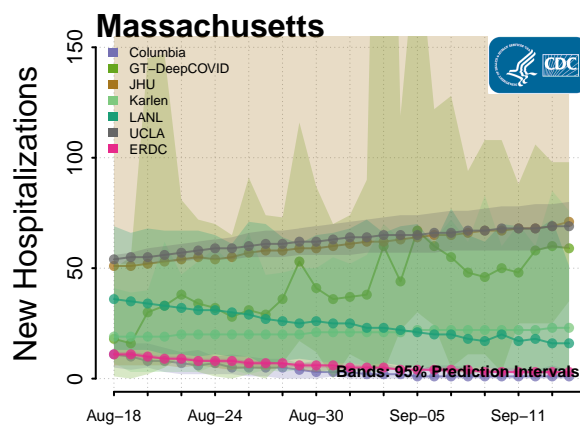 Massachusetts
New Hospitalizations
150
100
50
0
Columbia
GT−DeepCOVID
JHU
Karlen
LANL
UCLA
ERDC
CDC
Bands: 95% Prediction Intervals
Aug−18
Aug−24
Aug−30
Sep−05
Sep−11